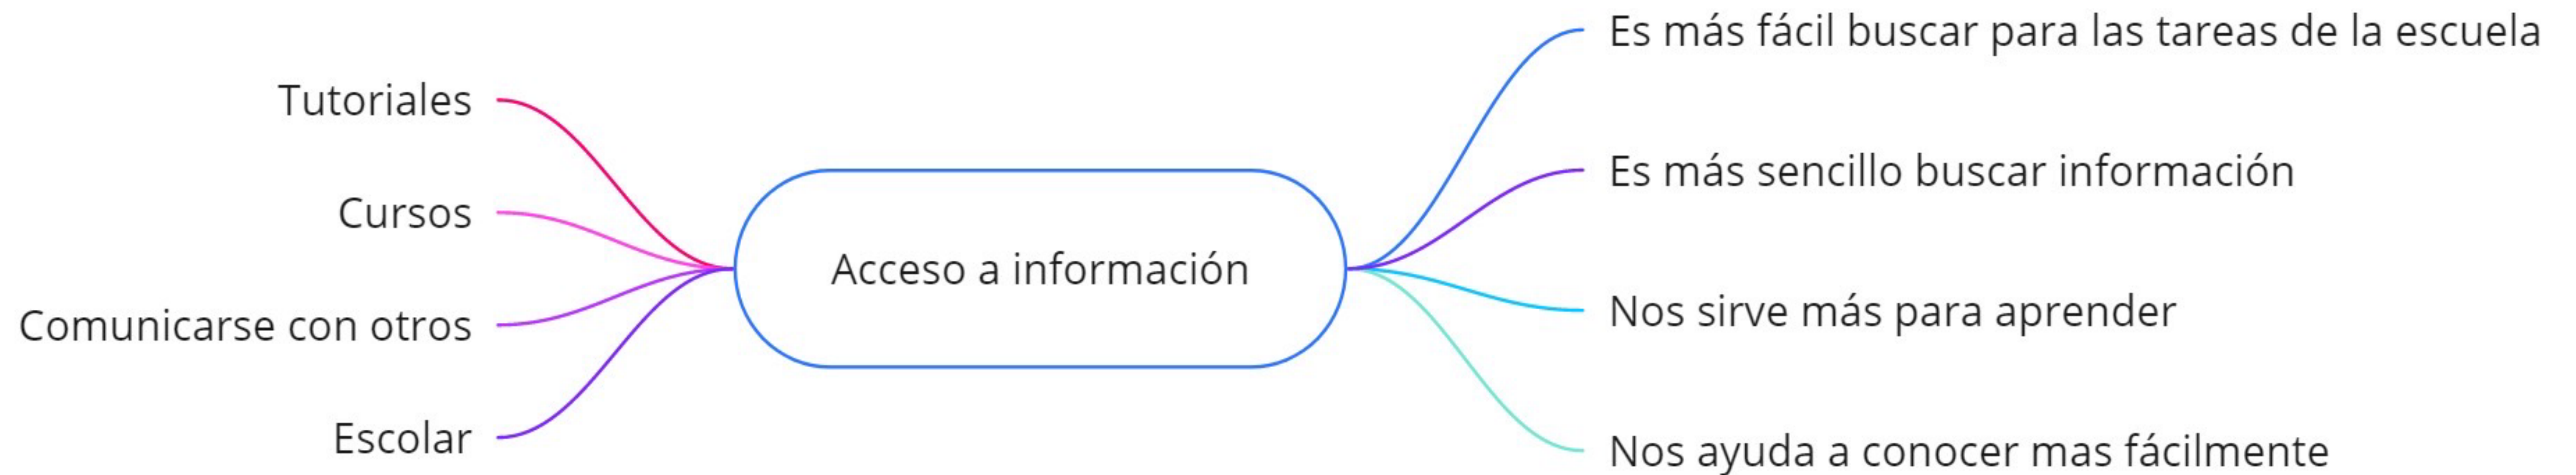 Tutoriales
Cursos
Comunicarse con otros
Escolar
Acceso a información
Es más fácil buscar para las tareas de la escuela
Es más sencillo buscar información
Nos sirve más para aprender
Nos ayuda a conocer mas fácilmente